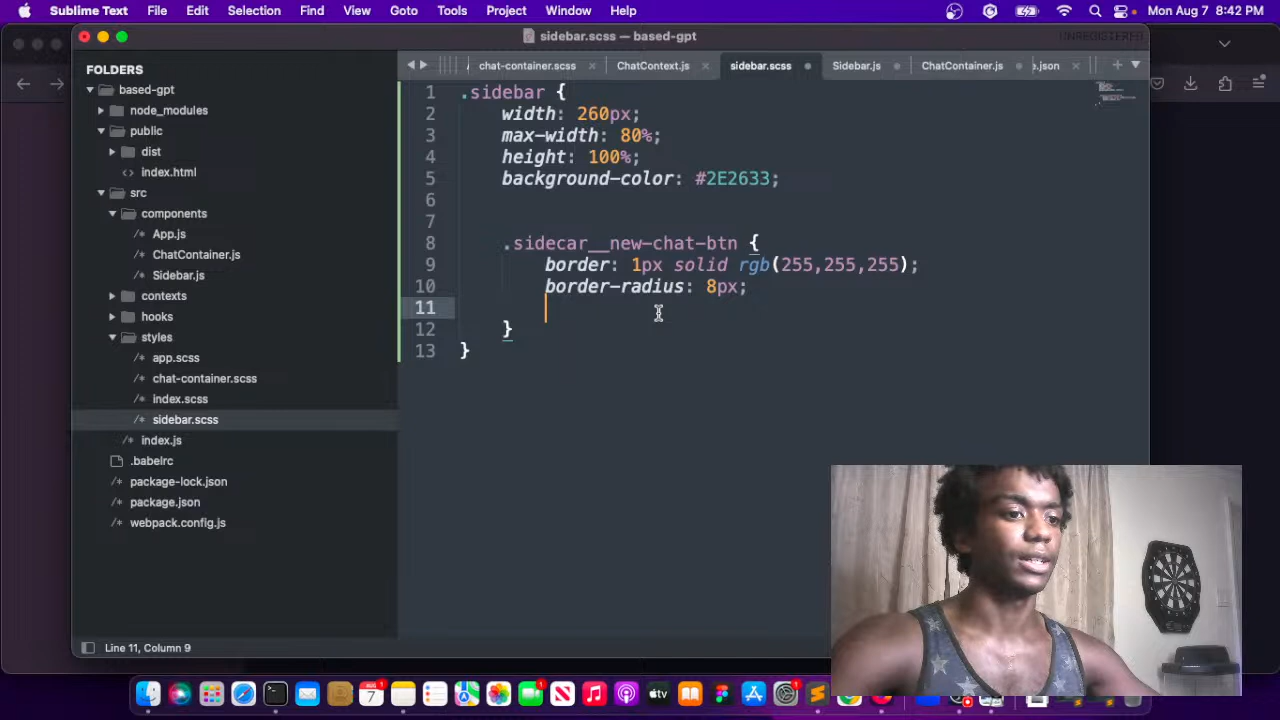 Sublime Text File Edit Selection Find View Goto Tools Project Window Help Mon Aug 7 8:42 PM
sidebar.scss — based-gpt UNREGISTERED
chat-container.scss ChatContext.js sidebar.scss Sidebar.js ChatContainer.js .json
FOLDERS
based-gpt
node_modules
public
dist
index.html
src
components
App.js
ChatContainer.js
Sidebar.js
contexts
hooks
styles
app.scss
chat-container.scss
index.scss
sidebar.scss
index.js
.babelrc
package-lock.json
package.json
webpack.config.js
1 .sidebar {
2 width: 260px;
3 max-width: 80%;
4 height: 100%;
5 background-color: #2E2633;
6
7
8 .sidecar__new-chat-btn {
9 border: 1px solid rgb(255,255,255);
10 border-radius: 8px;
11
12 }
13 }
Line 11, Column 9